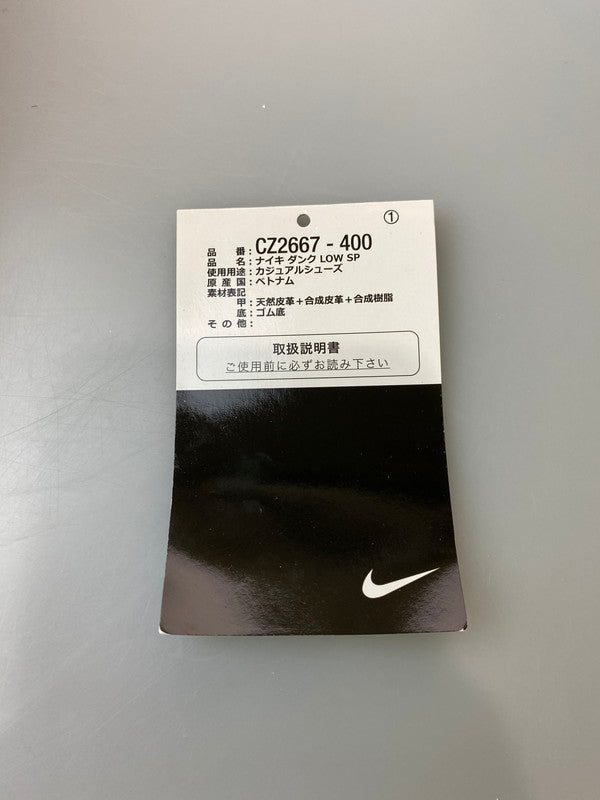 ①
品 番 : CZ2667 - 400
品 名 : ナイキ ダンク LOW SP
使用用途 : カジュアルシューズ
原 産 国 : ベトナム
素材表記
甲 : 天然皮革＋合成皮革＋合成樹脂
底 : ゴム底
そ の 他 :
取扱説明書
ご使用前に必ずお読み下さい